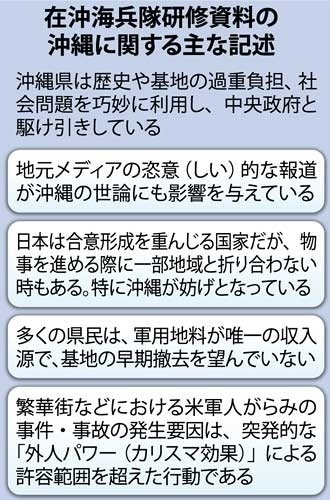 在沖海兵隊研修資料の
沖縄に関する主な記述
沖縄県は歴史や基地の過重負担、社
会問題を巧妙に利用し、中央政府と
駆け引きしている
地元メディアの恣意（しい）的な報道
が沖縄の世論にも影響を与えている
日本は合意形成を重んじる国家だが、物
事を進める際に一部地域と折り合わない
時もある。特に沖縄が妨げとなっている
多くの県民は、軍用地料が唯一の収入
源で、基地の早期撤去を望んでいない
繁華街などにおける米軍人がらみの
事件・事故の発生要因は、突発的な
「外人パワー（カリスマ効果）」による
許容範囲を超えた行動である